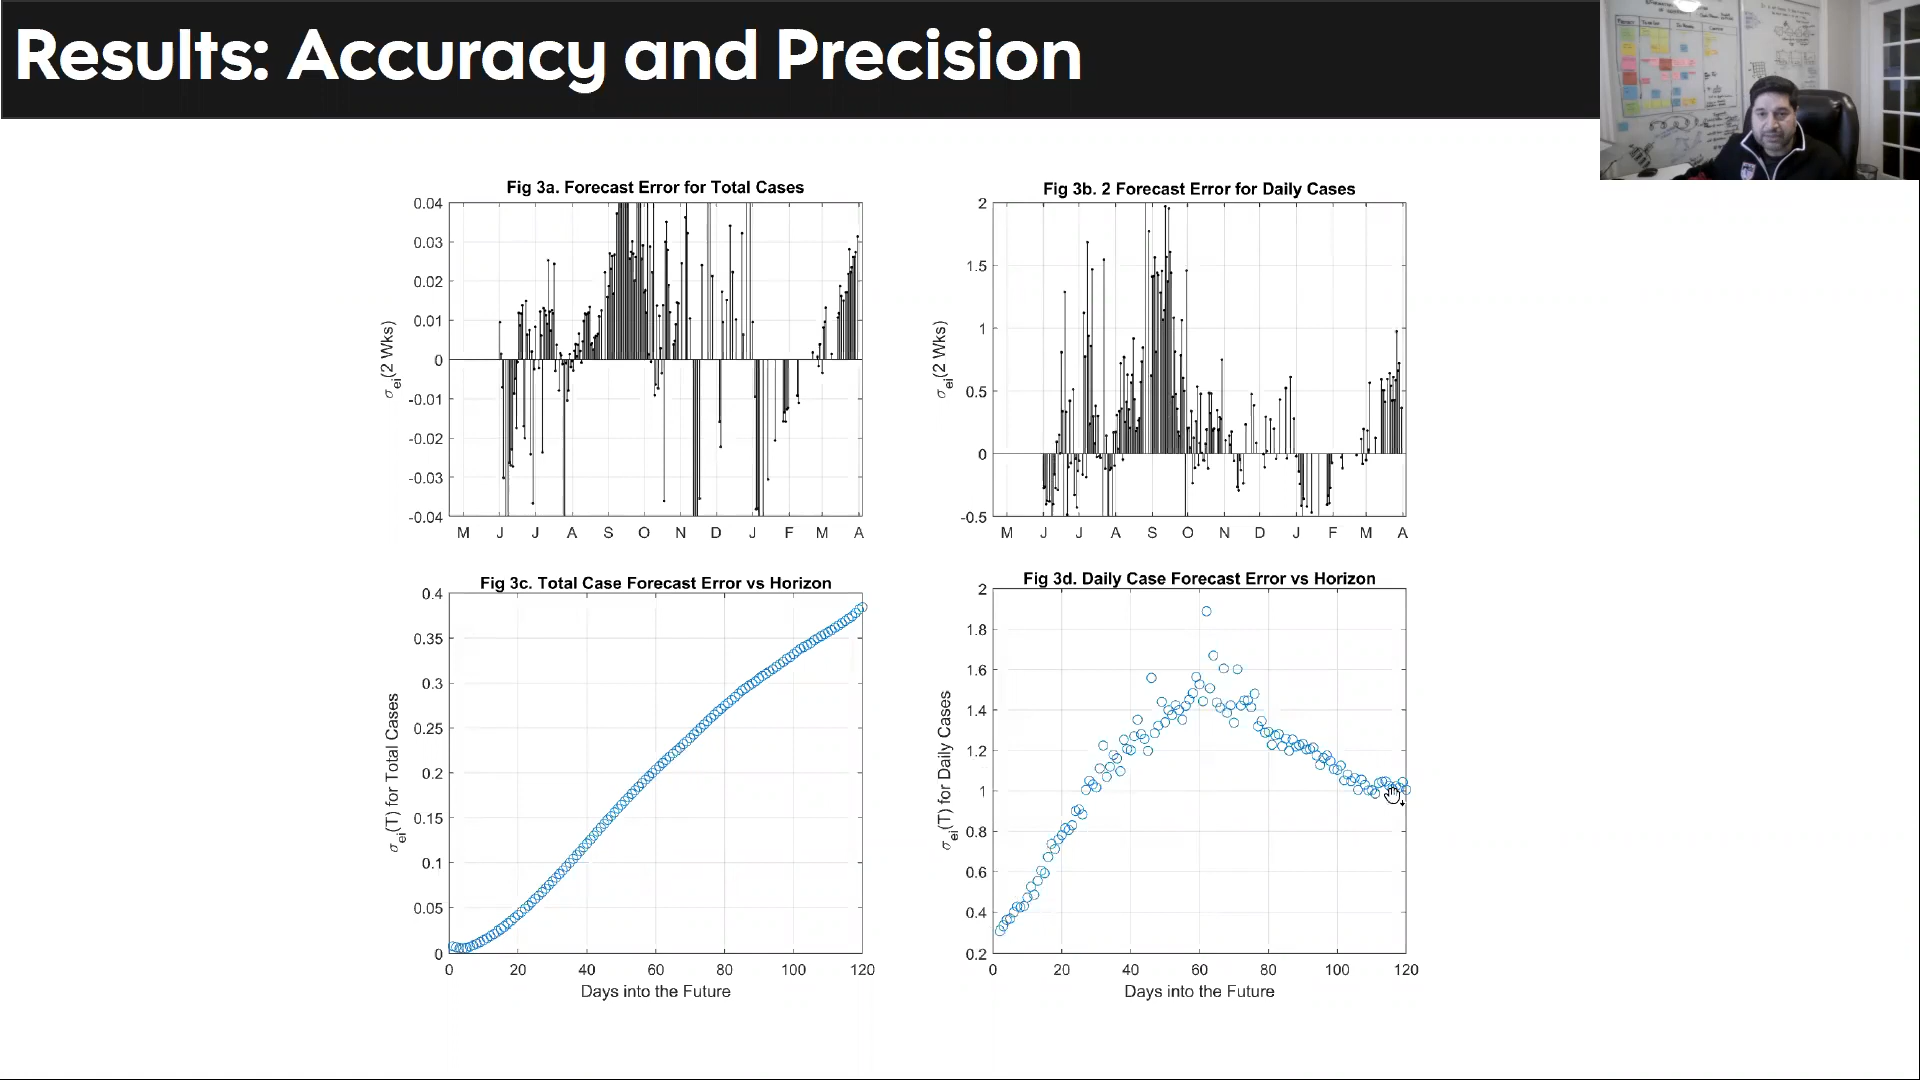 Results: Accuracy and Precision
Fig 3a. Forecast Error for Total Cases
0.04
0.03
0.02
0.01
0
-0.01
-0.02
-0.03
-0.04
σei(2 Wks)
M J J A S O N D J F M A
Fig 3b. 2 Forecast Error for Daily Cases
2
1.5
1
0.5
0
-0.5
σei(2 Wks)
M J J A S O N D J F M A
Fig 3c. Total Case Forecast Error vs Horizon
0.4
0.35
0.3
0.25
0.2
0.15
0.1
0.05
0
σei(T) for Total Cases
0 20 40 60 80 100 120
Days into the Future
Fig 3d. Daily Case Forecast Error vs Horizon
2
1.8
1.6
1.4
1.2
1
0.8
0.6
0.4
0.2
σei(T) for Daily Cases
0 20 40 60 80 100 120
Days into the Future